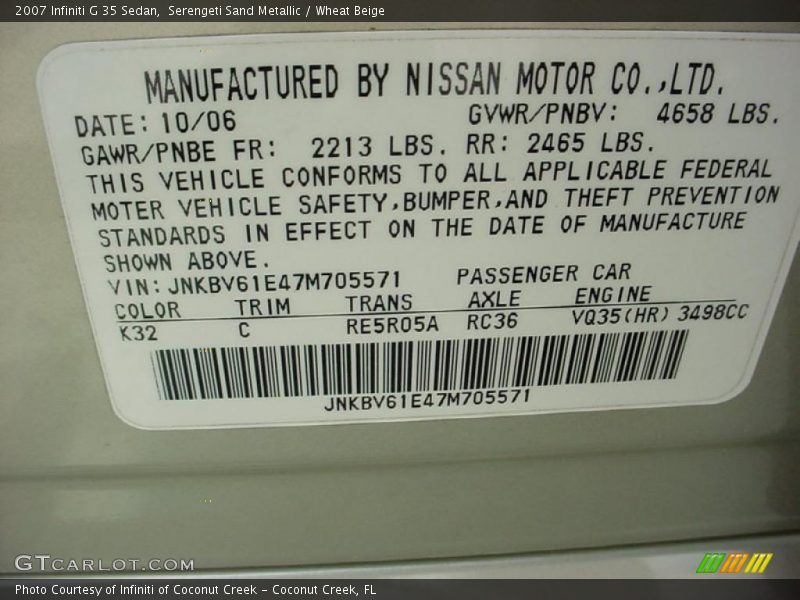 2007 Infiniti G 35 Sedan,  Serengeti Sand Metallic / Wheat Beige
MANUFACTURED BY NISSAN MOTOR CO.,LTD.
DATE: 10/06 GVWR/PNBV: 4658 LBS.
GAWR/PNBE FR: 2213 LBS. RR: 2465 LBS.
THIS VEHICLE CONFORMS TO ALL APPLICABLE FEDERAL
MOTER VEHICLE SAFETY,BUMPER,AND THEFT PREVENTION
STANDARDS IN EFFECT ON THE DATE OF MANUFACTURE
SHOWN ABOVE.
VIN: JNKBV61E47M705571 PASSENGER CAR
COLOR TRIM TRANS AXLE ENGINE
K32 C RE5R05A RC36 VQ35(HR) 3498CC
JNKBV61E47M705571
GTCARLOT.COM
Photo Courtesy of Infiniti of Coconut Creek – Coconut Creek, FL